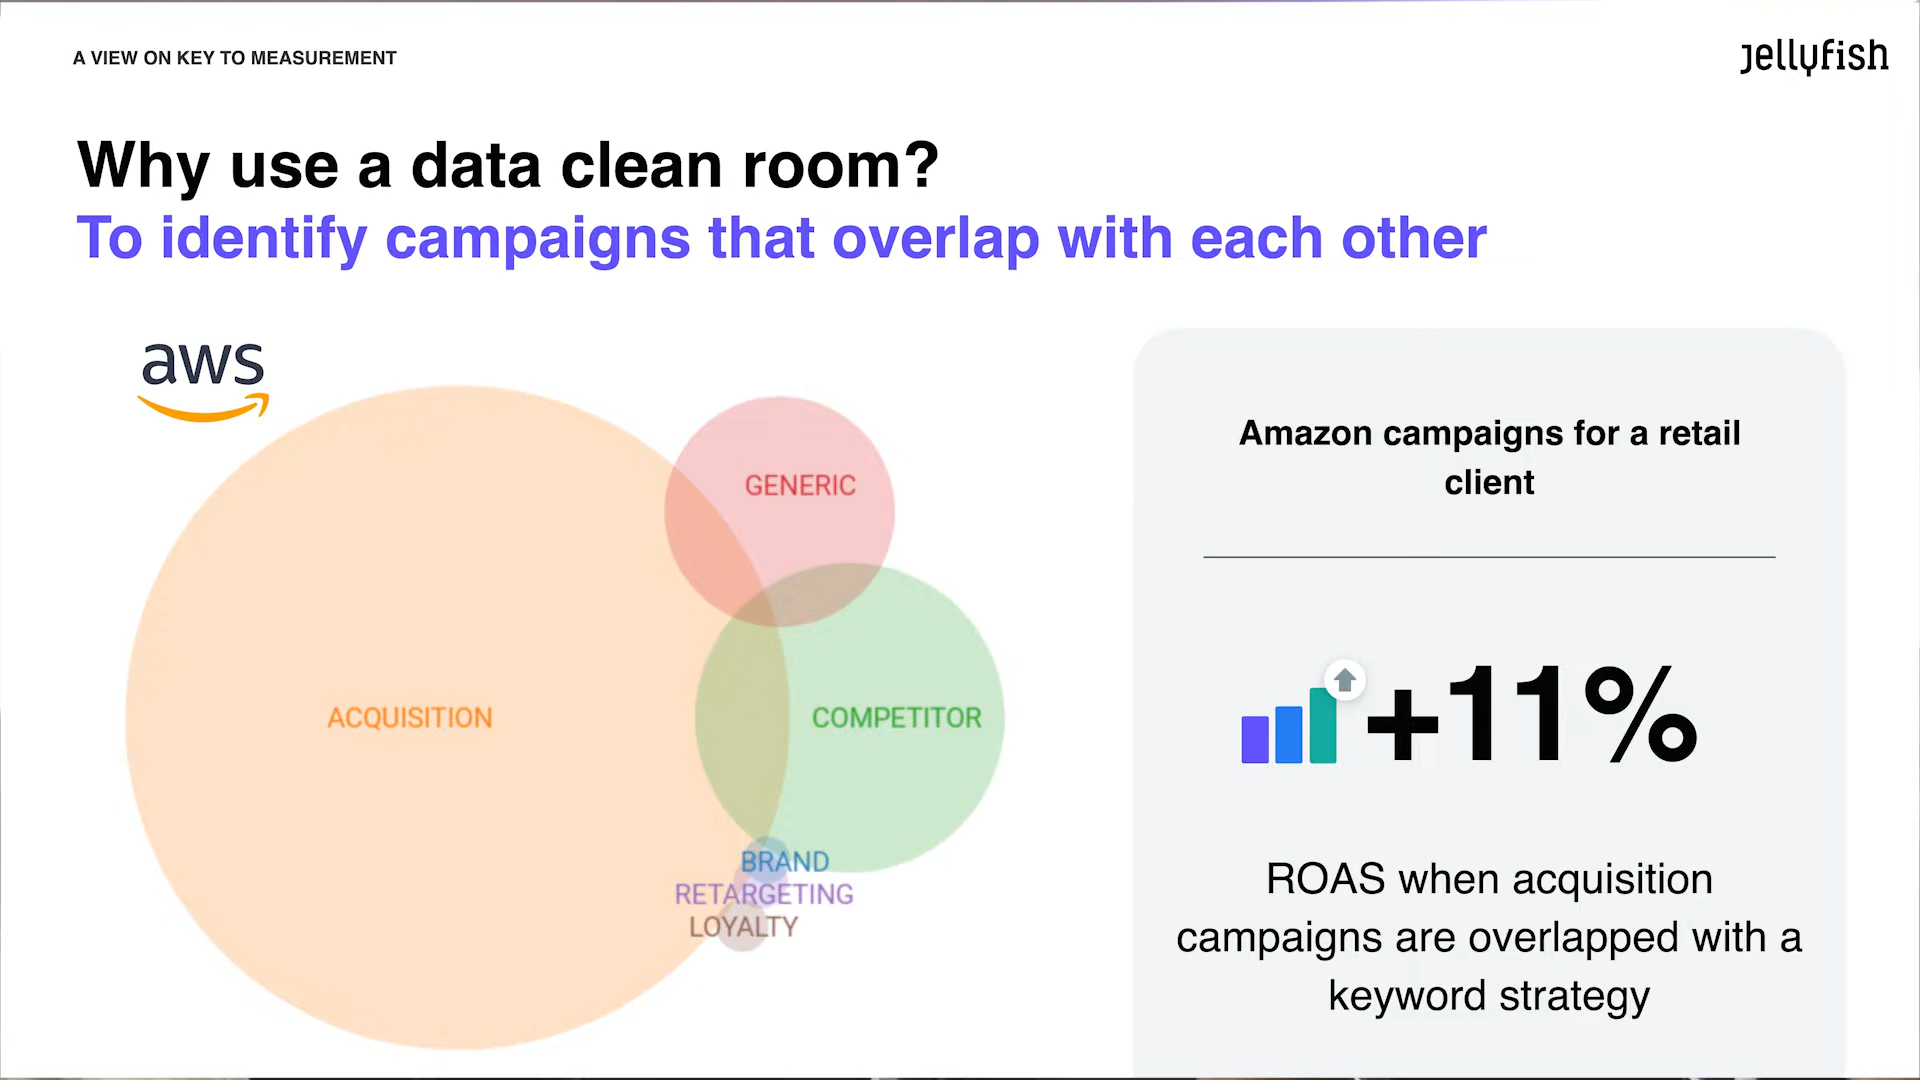 A VIEW ON KEY TO MEASUREMENT
jellyfish
Why use a data clean room?
To identify campaigns that overlap with each other
aws
GENERIC
ACQUISITION
COMPETITOR
BRAND
RETARGETING
LOYALTY
Amazon campaigns for a retail
client
+11%
ROAS when acquisition
campaigns are overlapped with a
keyword strategy